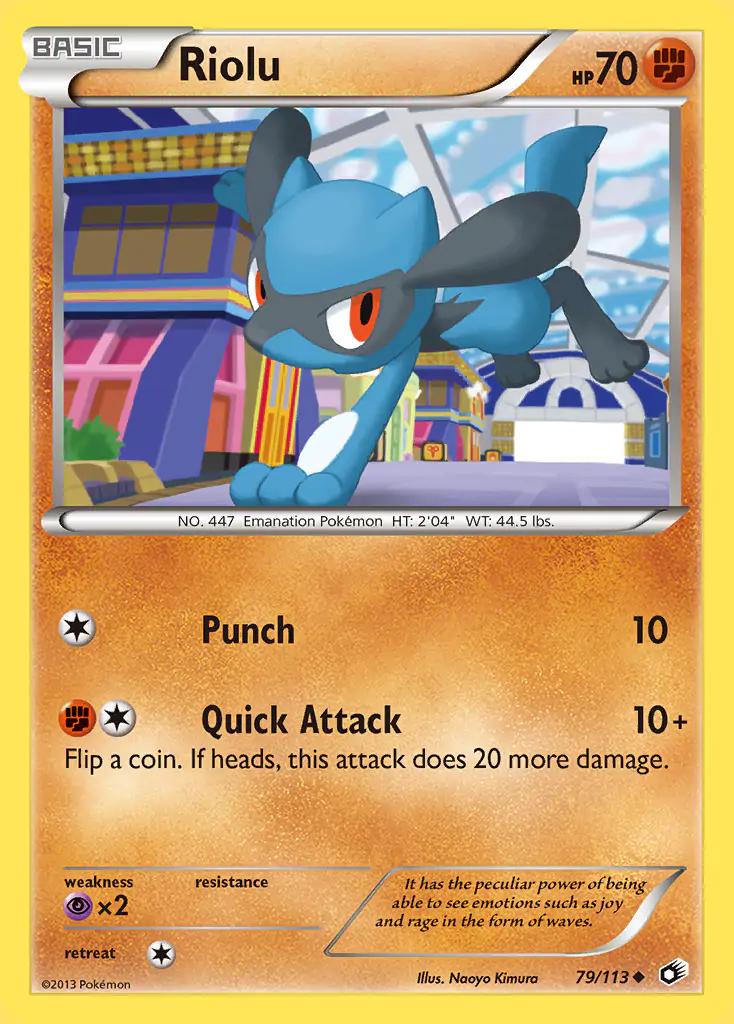 BASIC
Riolu
HP 70
NO. 447 Emanation Pokémon HT: 2'04" WT: 44.5 lbs.
Punch 10
Quick Attack 10+
Flip a coin. If heads, this attack does 20 more damage.
weakness resistance
×2
It has the peculiar power of being
able to see emotions such as joy
and rage in the form of waves.
retreat
©2013 Pokémon
Illus. Naoyo Kimura 79/113